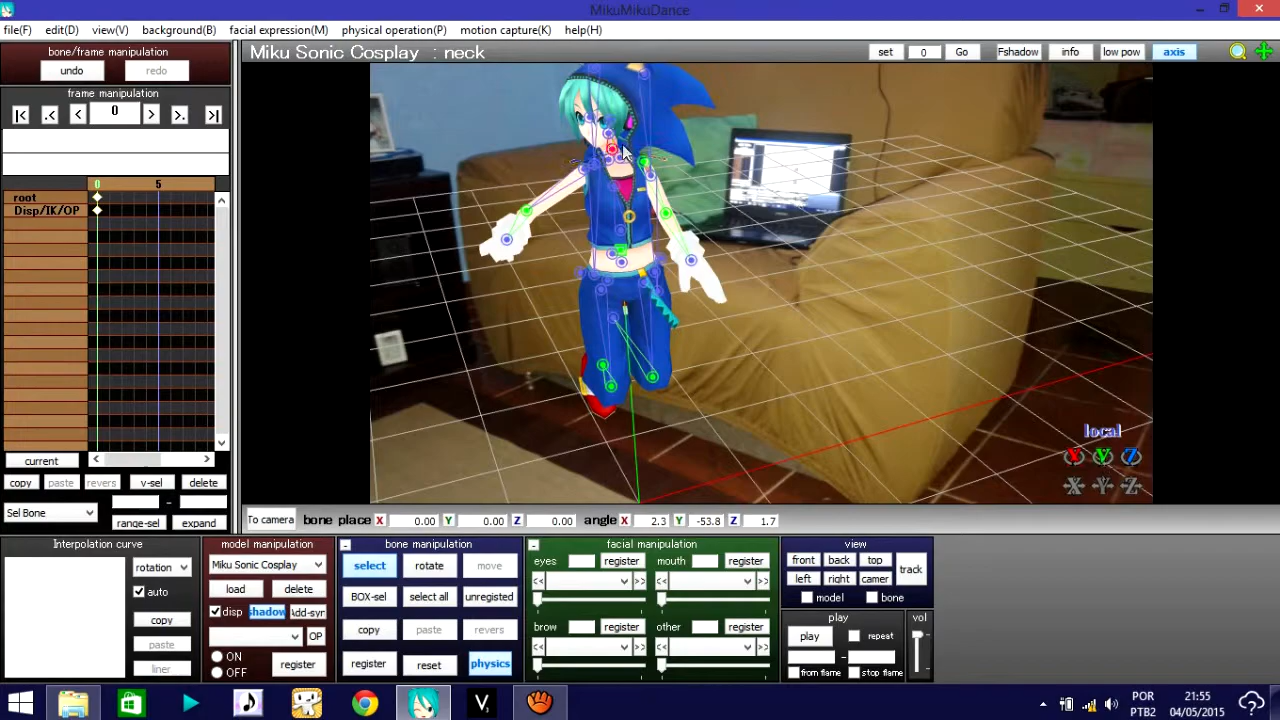 MikuMikuDance
file(F) edit(D) view(V) background(B) facial expression(M) physical operation(P) motion capture(K) help(H)
bone/frame manipulation
undo redo
Miku Sonic Cosplay : neck
set 0 Go Fshadow info low pow axis
frame manipulation
|< .< < 0 > >. >|
0 5
root
Disp/IK/OP
current
copy paste revers v-sel delete
Sel Bone -
range-sel expand
local
X Y Z
X Y Z
To camera bone place X 0.00 Y 0.00 Z 0.00 angle X 2.3 Y -53.8 Z 1.7
Interpolation curve
rotation
auto
copy
paste
liner
model manipulation
Miku Sonic Cosplay
load delete
disp shadow Add-syn
OP
ON
OFF
register
- bone manipulation
select rotate move
BOX-sel select all unregisted
copy paste revers
register reset physics
- facial manipulation
eyes register mouth register
<< >> << >>
brow register other register
<< >> << >>
view
front back top
left right camer
track
model bone
play
play repeat
-
from flame stop flame
vol
POR
PTB2
21:55
04/05/2015